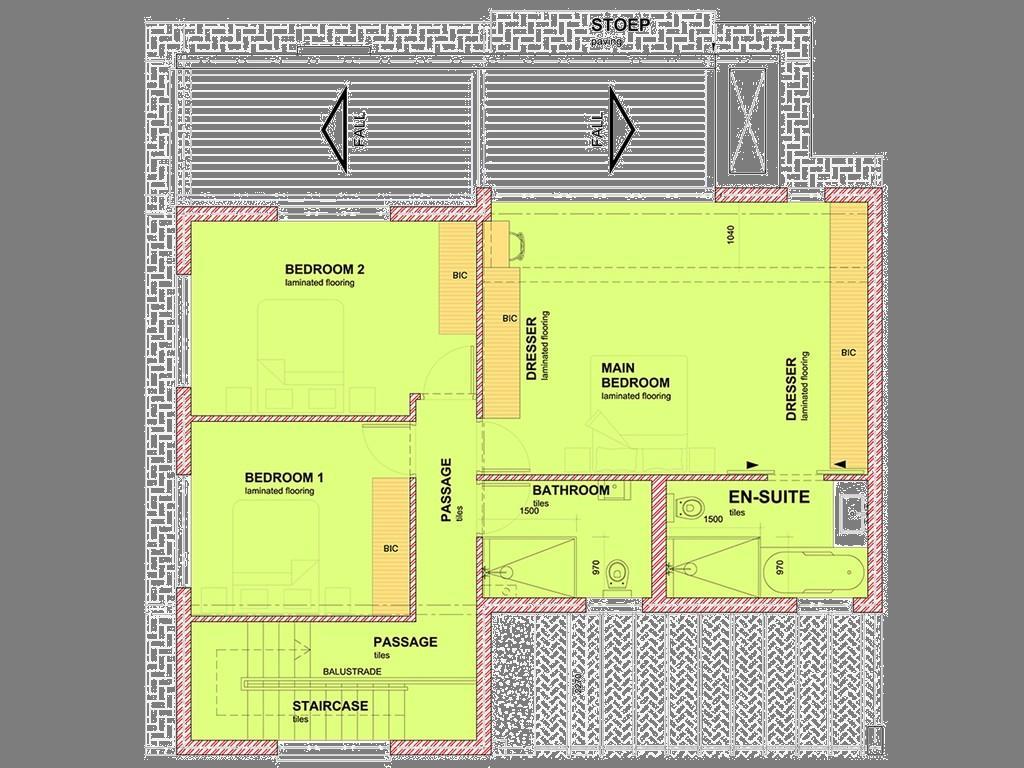 STOEP
paving
FALL
FALL
1040
BEDROOM 2
laminated flooring
BIC
BIC
DRESSER
laminated flooring
MAIN
BEDROOM
laminated flooring
DRESSER
laminated flooring
BIC
BEDROOM 1
laminated flooring
BIC
PASSAGE
tiles
BATHROOM
tiles
1500
970
EN-SUITE
tiles
1500
970
PASSAGE
tiles
BALUSTRADE
STAIRCASE
tiles
2270